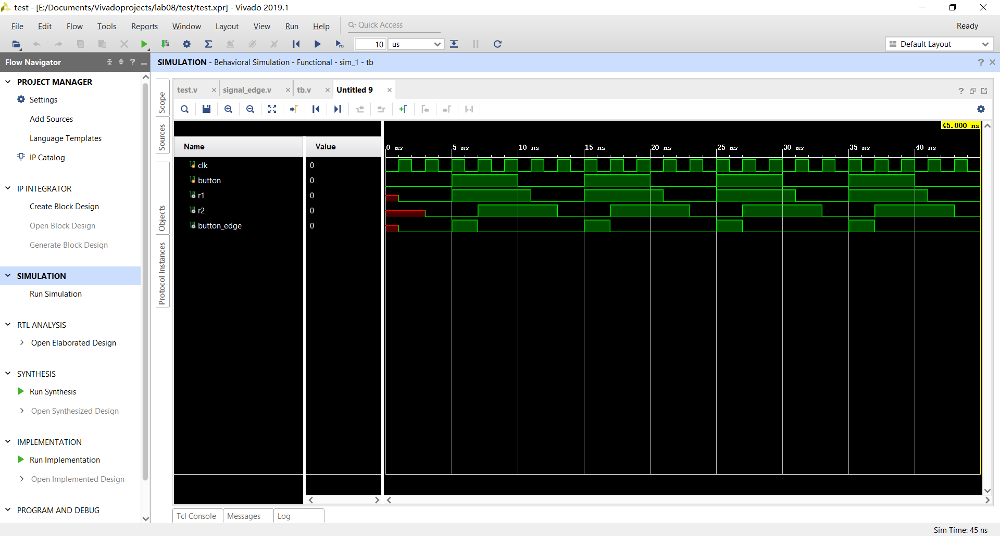 test - [E:/Documents/Vivadoprojects/lab08/test/test.xpr] - Vivado 2019.1
File Edit Flow Tools Reports Window Layout View Run Help Quick Access Ready
10 us Default Layout
Flow Navigator
SIMULATION - Behavioral Simulation - Functional - sim_1 - tb
PROJECT MANAGER
Settings
Add Sources
Language Templates
IP Catalog
IP INTEGRATOR
Create Block Design
Open Block Design
Generate Block Design
SIMULATION
Run Simulation
RTL ANALYSIS
Open Elaborated Design
SYNTHESIS
Run Synthesis
Open Synthesized Design
IMPLEMENTATION
Run Implementation
Open Implemented Design
PROGRAM AND DEBUG
Scope
Sources
Objects
Protocol Instances
test.v signal_edge.v tb.v Untitled 9
45.000 ns
Name Value
0 ns 5 ns 10 ns 15 ns 20 ns 25 ns 30 ns 35 ns 40 ns
clk 0
button 0
r1 0
r2 0
button_edge 0
Tcl Console Messages Log
Sim Time: 45 ns